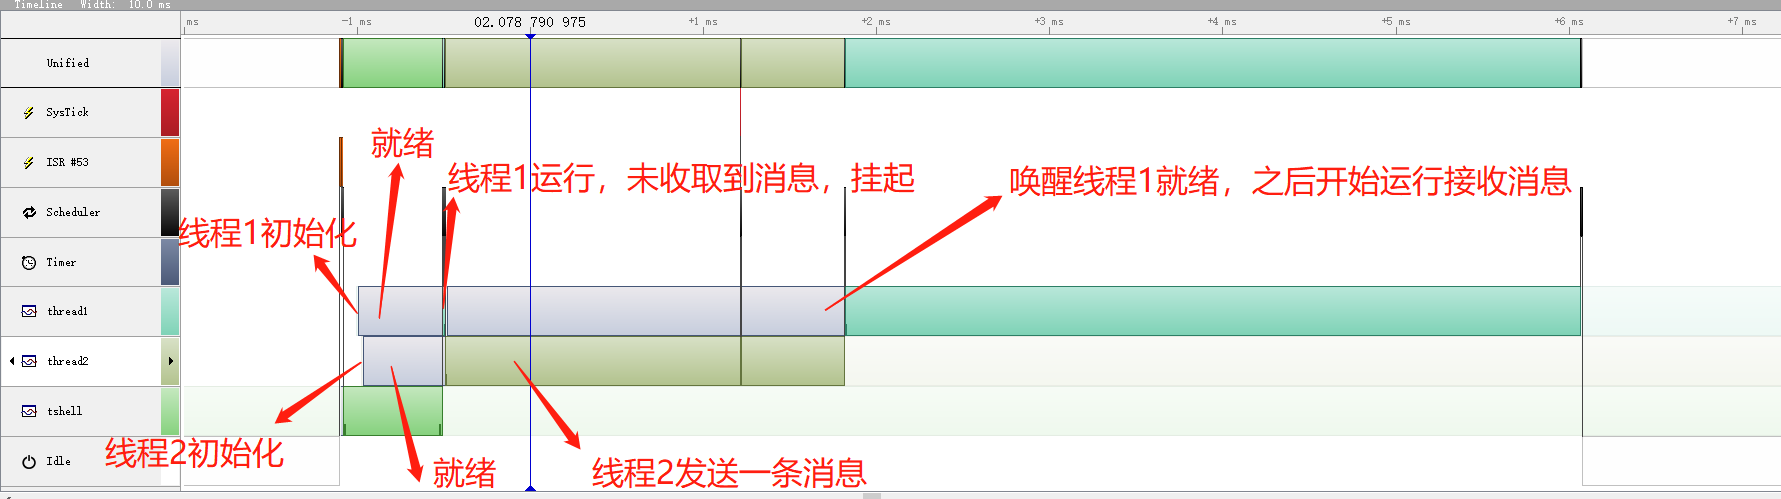 Timeline Width: 10.0 ms
ms -1 ms 02.078 790 975 +1 ms +2 ms +3 ms +4 ms +5 ms +6 ms +7 ms
Unified
SysTick
ISR #53
Scheduler
Timer
thread1
thread2
tshell
Idle
就绪
线程1运行，未收取到消息，挂起
唤醒线程1就绪，之后开始运行接收消息
线程1初始化
线程2初始化
就绪
线程2发送一条消息